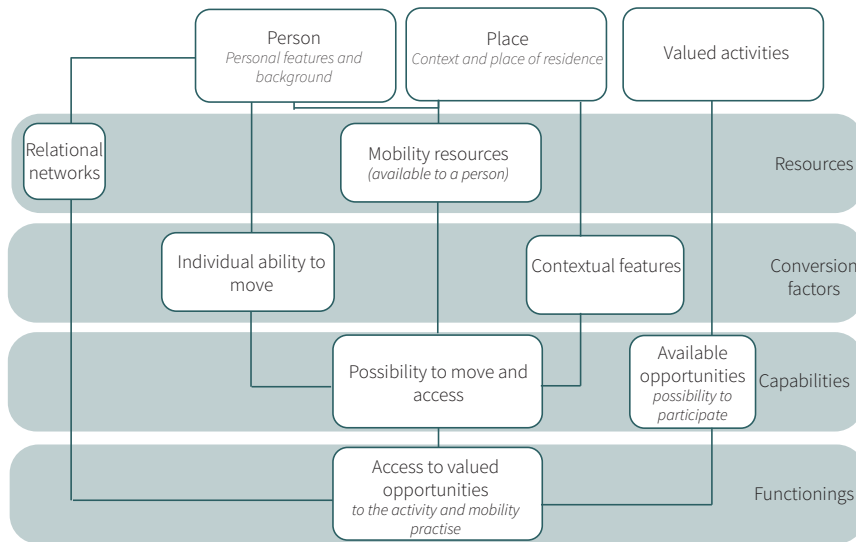 Person
Personal features and
background
Place
Context and place of residence
Valued activities
Relational
networks
Mobility resources
(available to a person)
Resources
Individual ability to
move
Contextual features
Conversion
factors
Possibility to move and
access
Available
opportunities
possibility to
participate
Capabilities
Access to valued
opportunities
to the activity and mobility
practise
Functionings